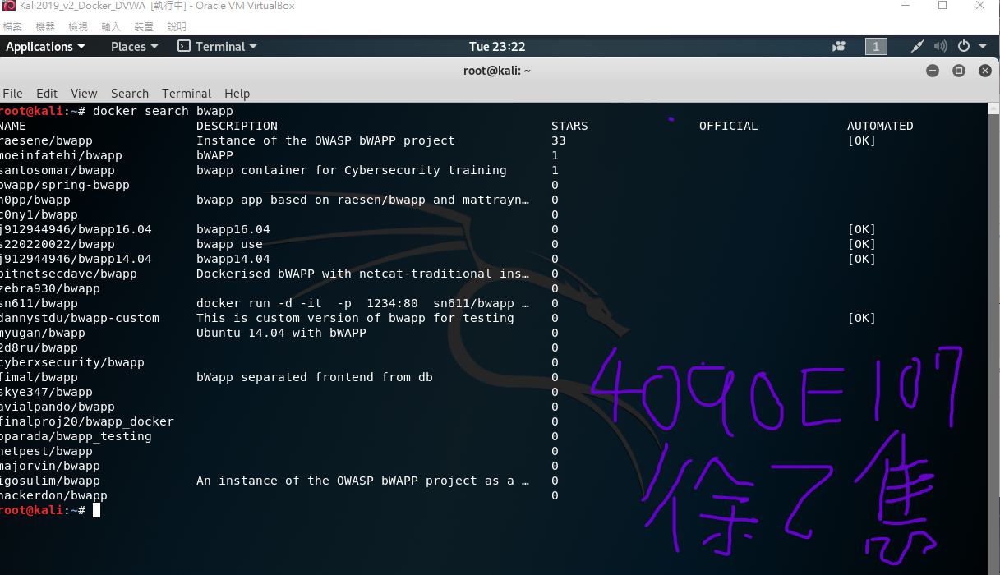 Kali2019_v2_Docker_DVWA [執行中] - Oracle VM VirtualBox
檔案 機器 檢視 輸入 裝置 說明
Applications Places Terminal Tue 23:22 1
root@kali: ~
File Edit View Search Terminal Help
root@kali:~# docker search bwapp
NAME DESCRIPTION STARS OFFICIAL AUTOMATED
raesene/bwapp Instance of the OWASP bWAPP project 33 [OK]
moeinfatehi/bwapp bWAPP 1
santosomar/bwapp bwapp container for Cybersecurity training 1
bwapp/spring-bwapp 0
h0pp/bwapp bwapp app based on raesen/bwapp and mattrayn… 0
c0ny1/bwapp 0
j912944946/bwapp16.04 bwapp16.04 0 [OK]
s220220022/bwapp bwapp use 0 [OK]
j912944946/bwapp14.04 bwapp14.04 0 [OK]
bitnetsecdave/bwapp Dockerised bWAPP with netcat-traditional ins… 0
zebra930/bwapp 0
sn611/bwapp docker run -d -it -p 1234:80 sn611/bwapp … 0
dannystdu/bwapp-custom This is custom version of bwapp for testing 0 [OK]
myugan/bwapp Ubuntu 14.04 with bWAPP 0
2d8ru/bwapp 0
cyberxsecurity/bwapp 0
fimal/bwapp bWapp separated frontend from db 0
skye347/bwapp 0
avialpando/bwapp 0
finalproj20/bwapp_docker 0
pparada/bwapp_testing 0
netpest/bwapp 0
majorvin/bwapp 0
igosulim/bwapp An instance of the OWASP bWAPP project as a … 0
hackerdon/bwapp 0
root@kali:~#
4090E107
徐乙